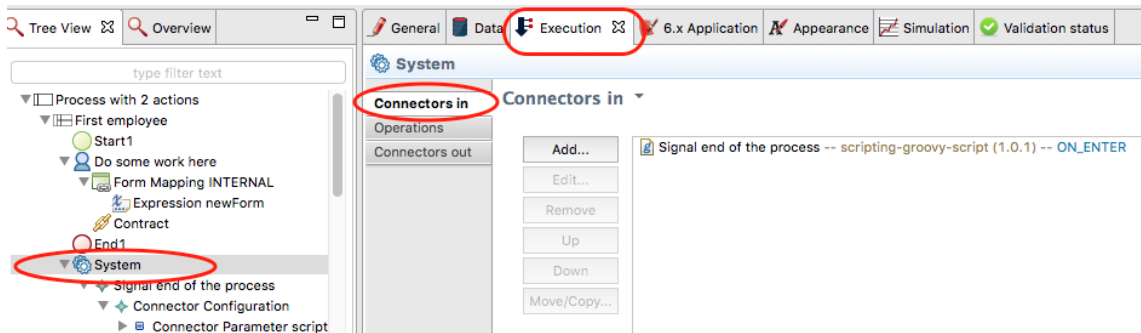 Tree View Overview
General Data Execution 6.x Application Appearance Simulation Validation status
type filter text
System
Process with 2 actions
First employee
Start1
Do some work here
Form Mapping INTERNAL
Expression newForm
Contract
End1
System
Signal end of the process
Connector Configuration
Connector Parameter script
Connectors in
Operations
Connectors out
Connectors in
Add...
Edit...
Remove
Up
Down
Move/Copy...
Signal end of the process -- scripting-groovy-script (1.0.1) -- ON_ENTER